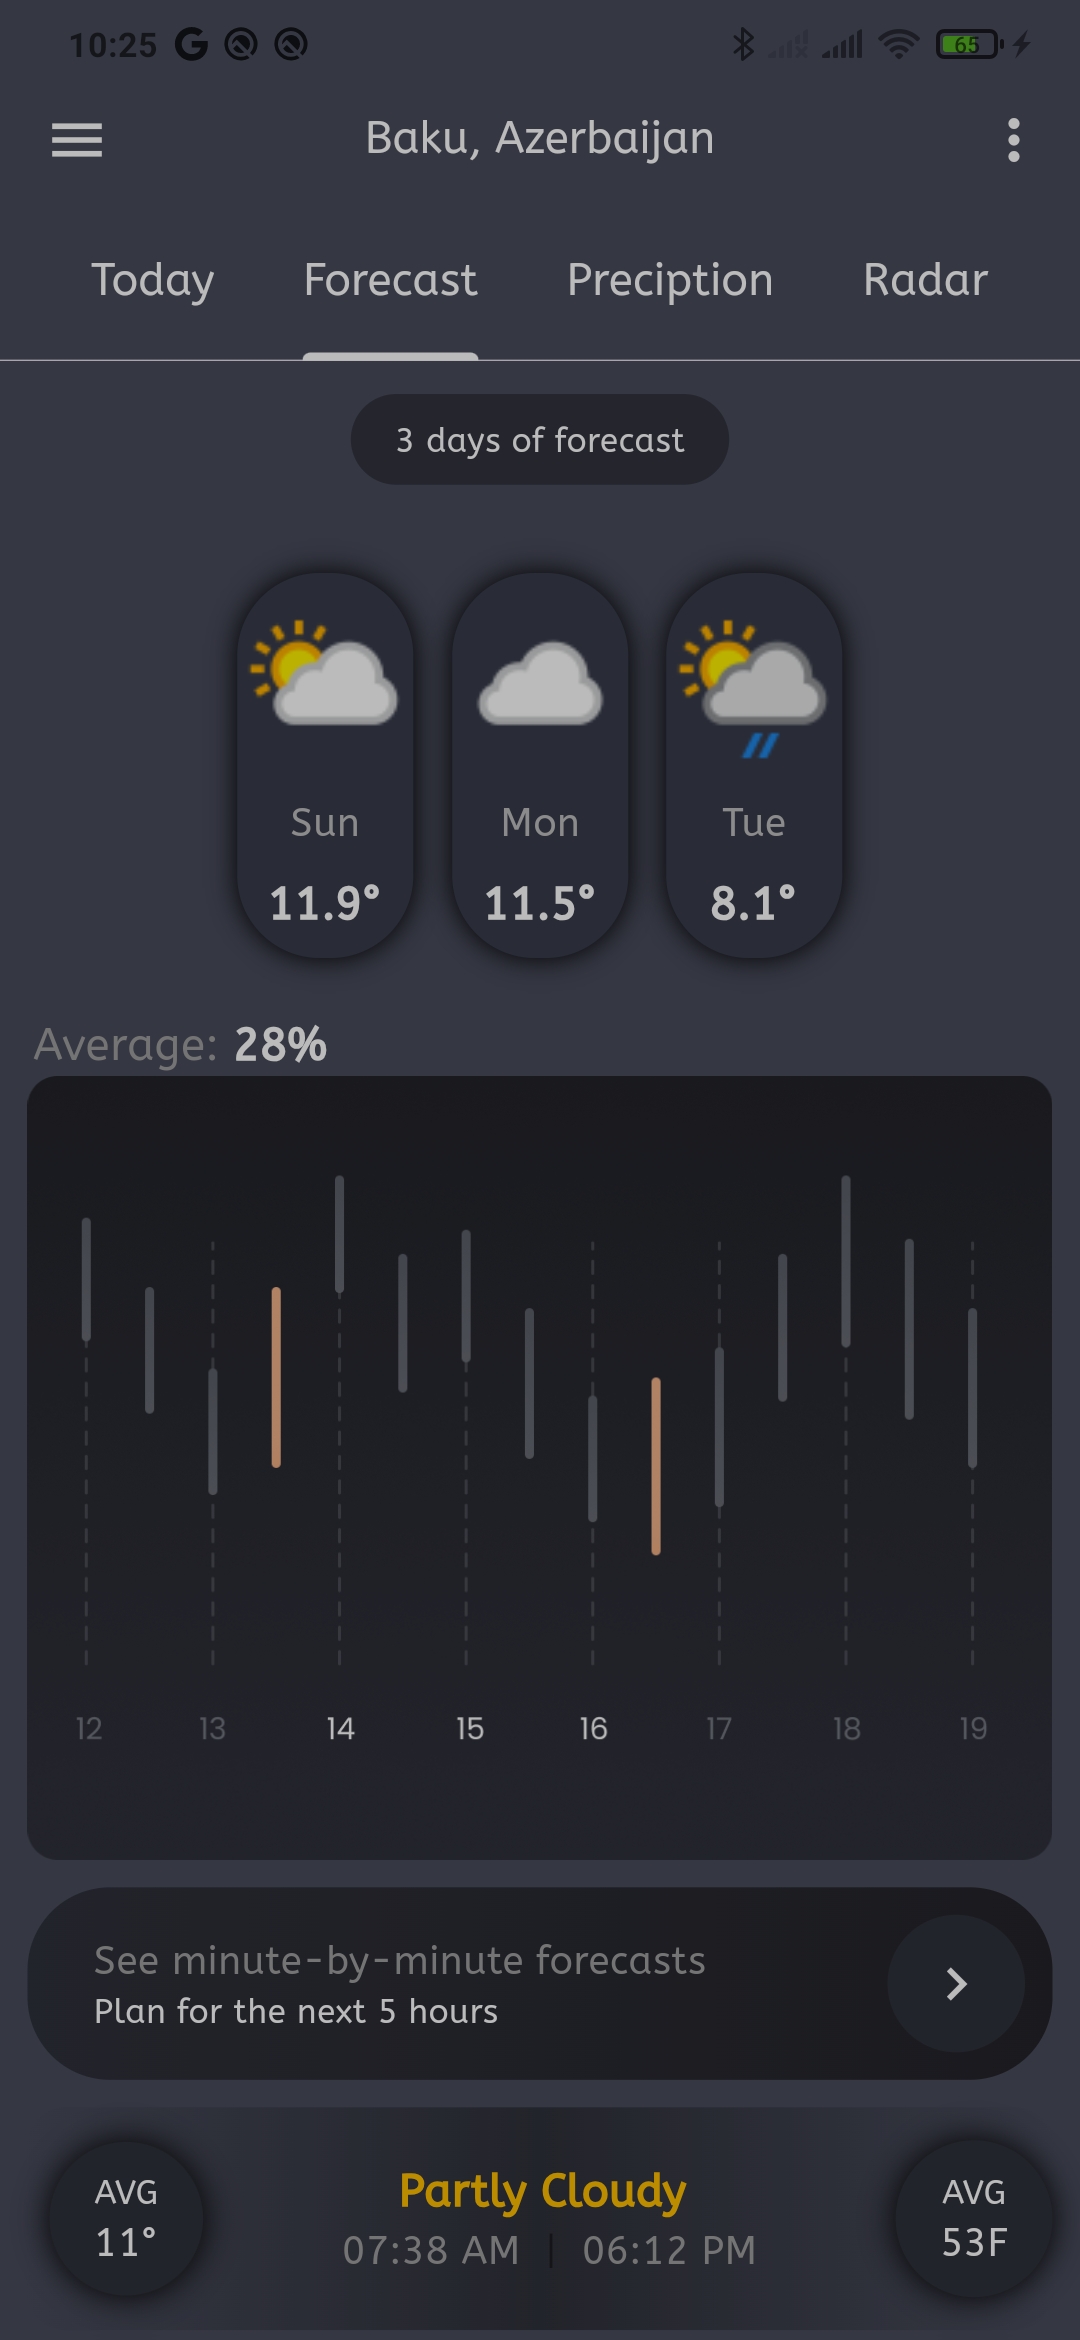 10:25 65
Baku, Azerbaijan
Today Forecast Preciption Radar
3 days of forecast
Sun Mon Tue
11.9° 11.5° 8.1°
Average: 28%
12 13 14 15 16 17 18 19
See minute-by-minute forecasts
Plan for the next 5 hours
AVG Partly Cloudy AVG
11° 07:38 AM 06:12 PM 53F